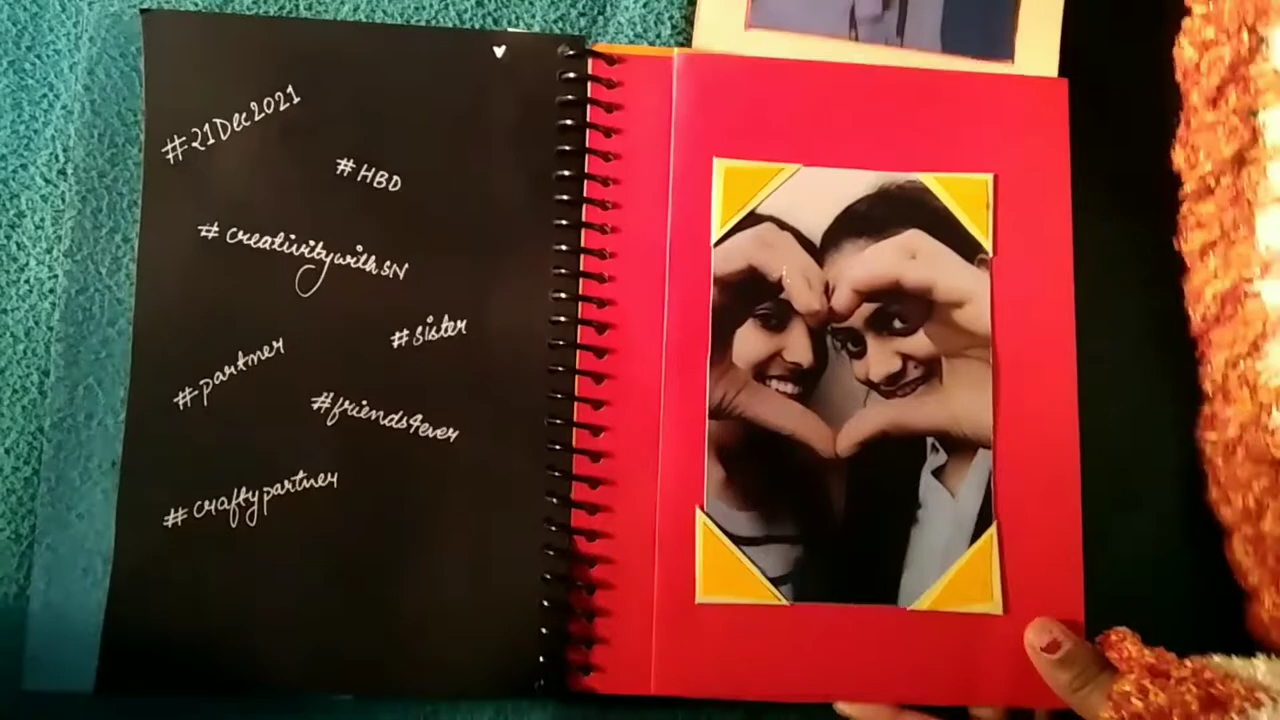 #21Dec2021
#HBD
#creativitywithSN
#sister
#partner
#friends4ever
#craftypartner